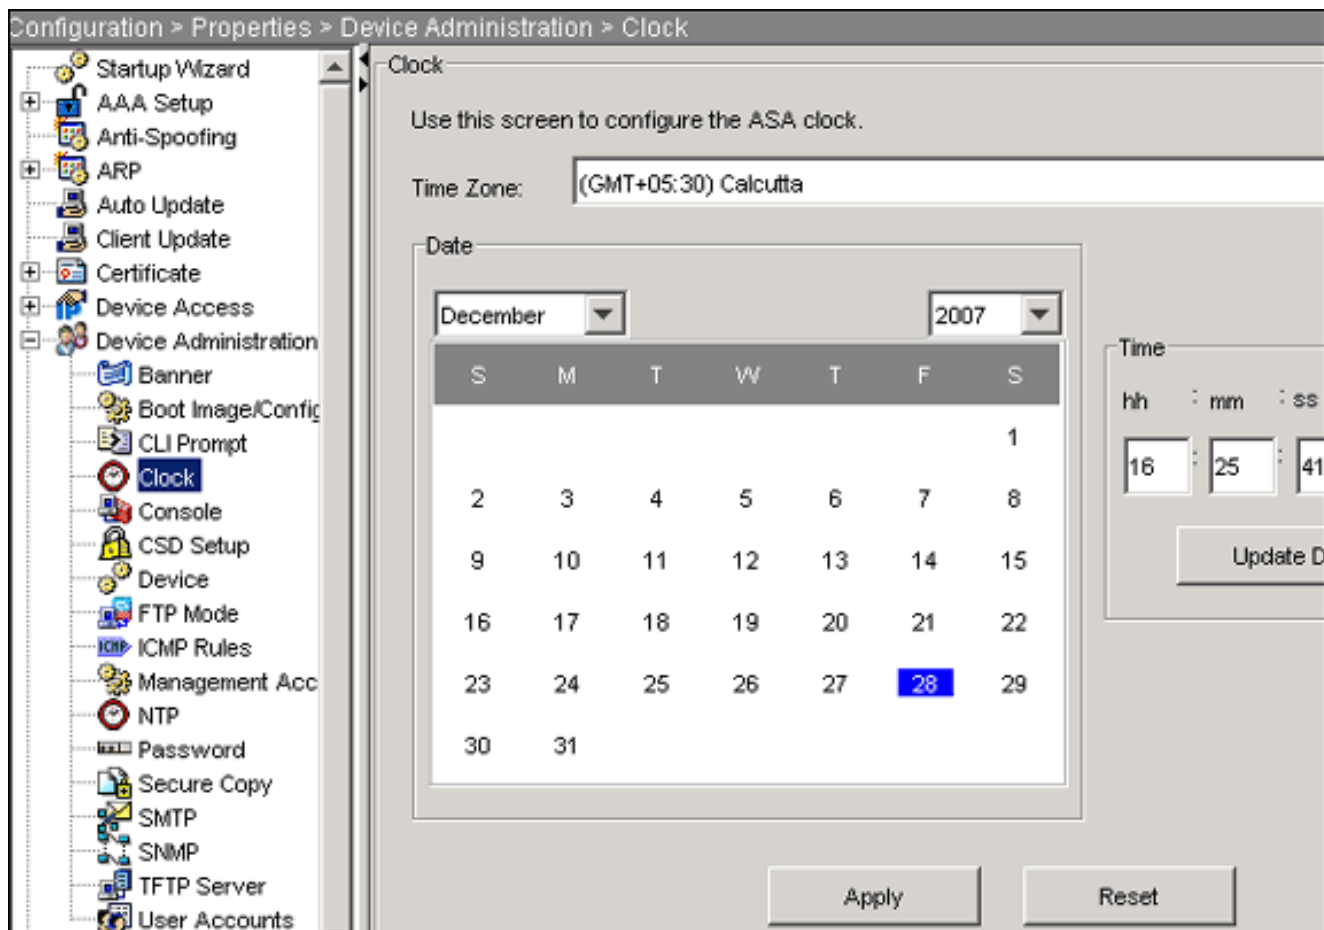 Configuration > Properties > Device Administration > Clock
Startup Wizard
AAA Setup
Anti-Spoofing
ARP
Auto Update
Client Update
Certificate
Device Access
Device Administration
Banner
Boot Image/Config
CLI Prompt
Clock
Console
CSD Setup
Device
FTP Mode
ICMP ICMP Rules
Management Acc
NTP
Password
Secure Copy
SMTP
SNMP
TFTP Server
User Accounts
Clock
Use this screen to configure the ASA clock.
Time Zone: (GMT+05:30) Calcutta
Date
December 2007
S M T W T F S
1
2 3 4 5 6 7 8
9 10 11 12 13 14 15
16 17 18 19 20 21 22
23 24 25 26 27 28 29
30 31
Time
hh : mm : ss
16 : 25 : 41
Update D
Apply Reset